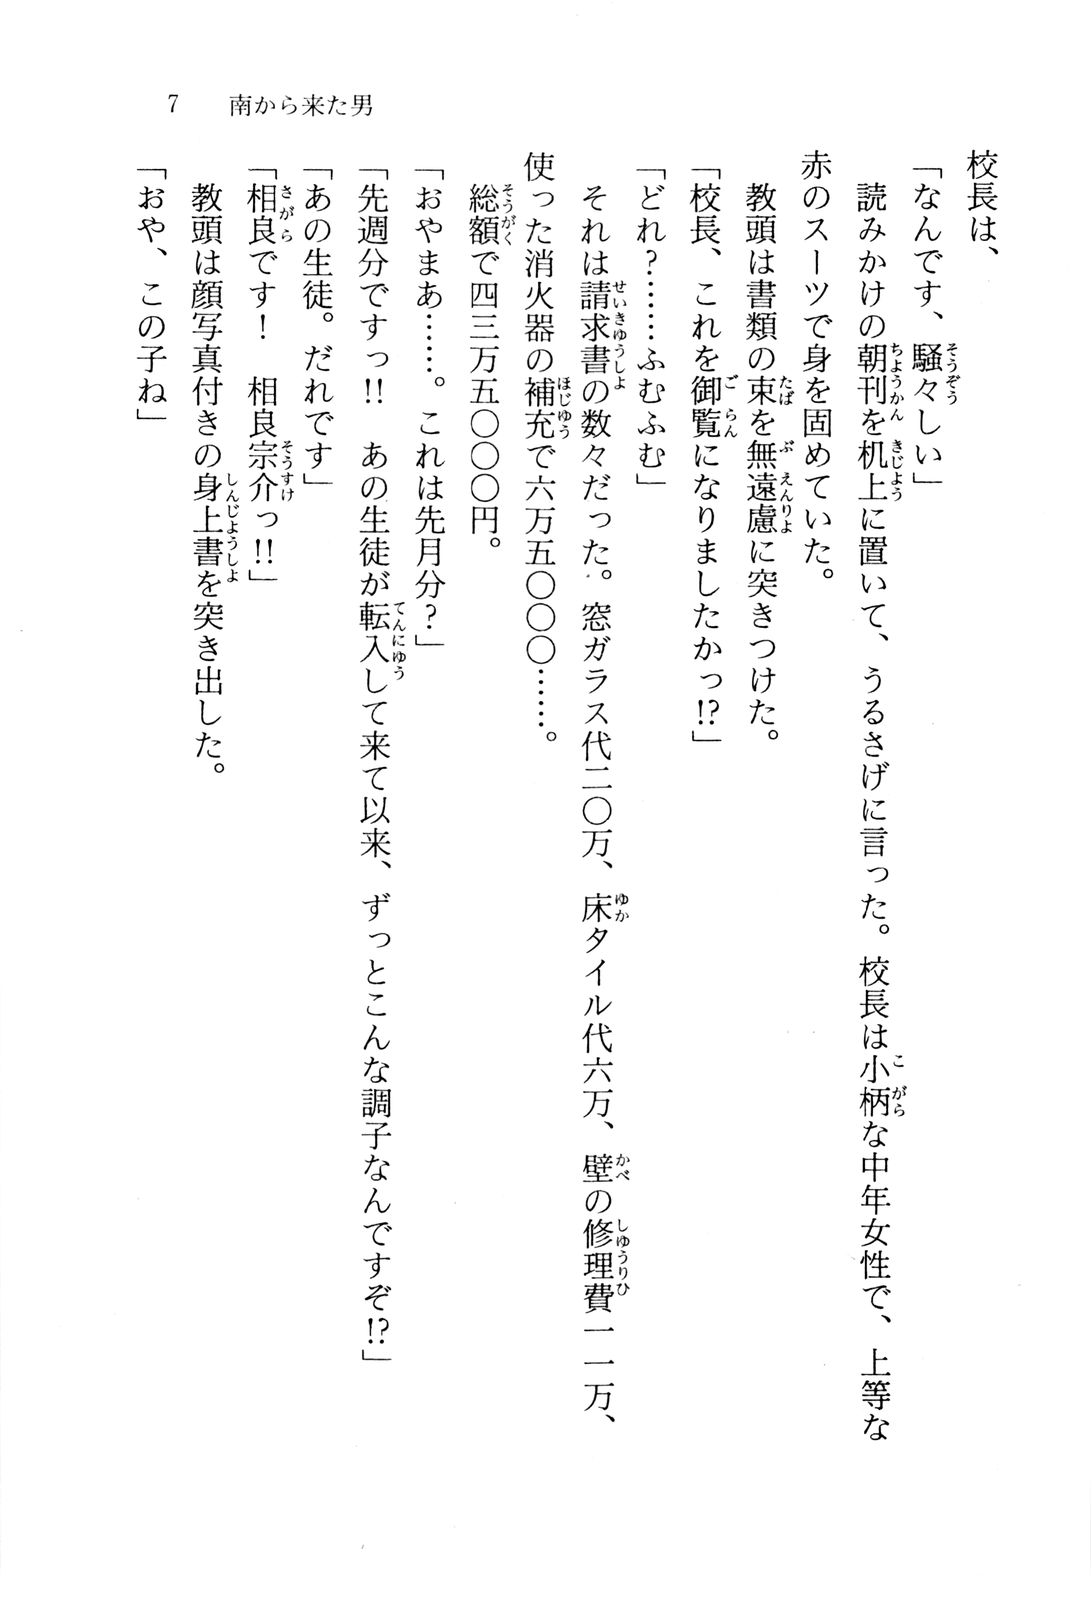 7　南から来た男
校長は、
「なんです、騒々しい」
　読みかけの朝刊を机上に置いて、うるさげに言った。校長は小柄な中年女性で、上等な
赤のスーツで身を固めていた。
　教頭は書類の束を無遠慮に突きつけた。
「校長、これを御覧になりましたかっ!?」
「どれ？……ふむふむ」
　それは請求書の数々だった。窓ガラス代二〇万、床タイル代六万、壁の修理費一一万、
使った消火器の補充で六万五〇〇〇……。
　総額で四三万五〇〇〇円。
「おやまあ……。これは先月分？」
「先週分ですっ!!　あの生徒が転入して来て以来、ずっとこんな調子なんですぞ!?」
「あの生徒。だれです」
「相良です！　相良宗介っ!!」
　教頭は顔写真付きの身上書を突き出した。
「おや、この子ね」